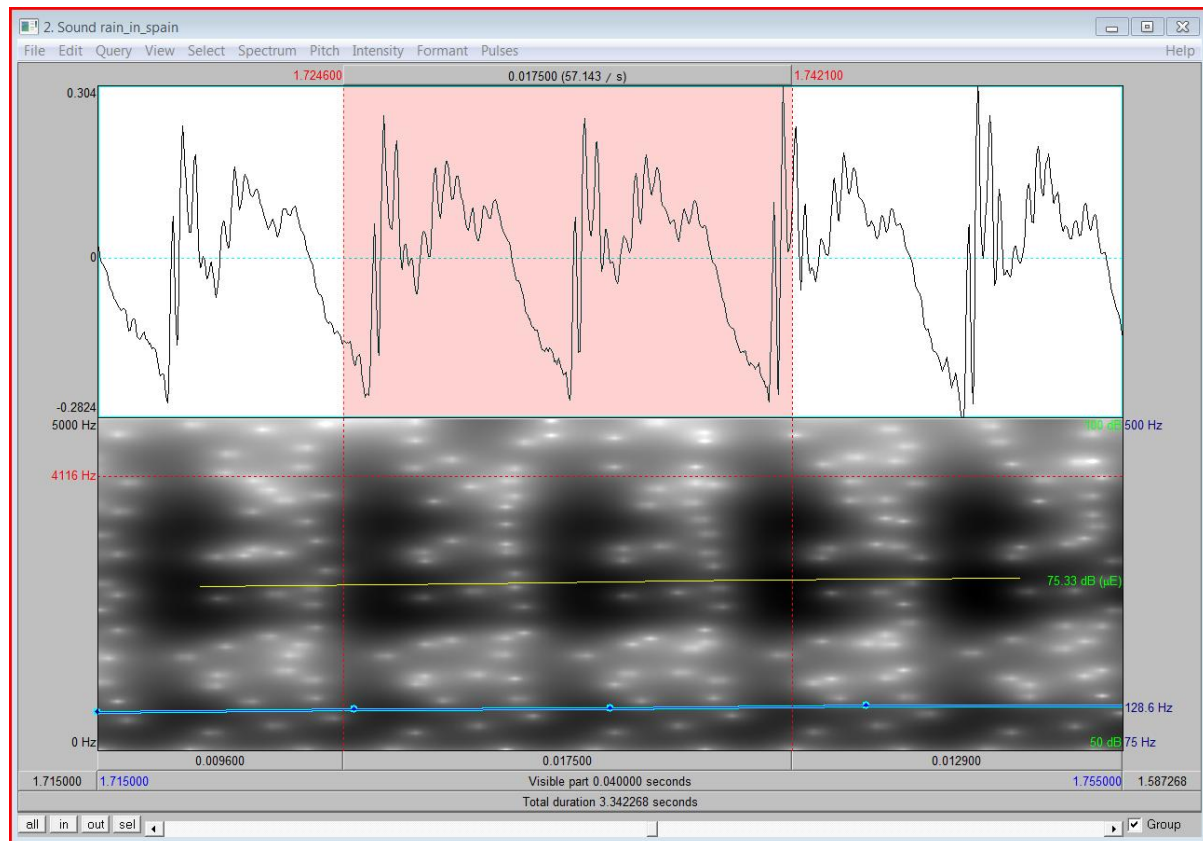 2. Sound rain_in_spain
File Edit Query View Select Spectrum Pitch Intensity Formant Pulses Help
1.724600 0.017500 (57.143 / s) 1.742100
0.304
0
-0.2824
5000 Hz 100 dB 500 Hz
4116 Hz
75.33 dB (µE)
128.6 Hz
0 Hz 50 dB 75 Hz
0.009600 0.017500 0.012900
1.715000 1.715000 Visible part 0.040000 seconds 1.755000 1.587268
Total duration 3.342268 seconds
all in out sel Group